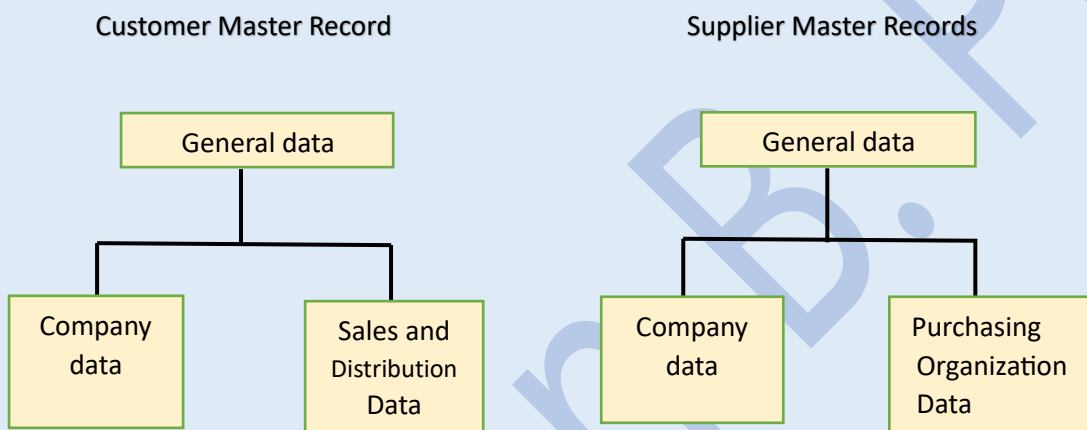 Customer Master Record
Supplier Master Records
General data
General data
Company
data
Sales and
Distribution
Data
Company
data
Purchasing
Organization
Data